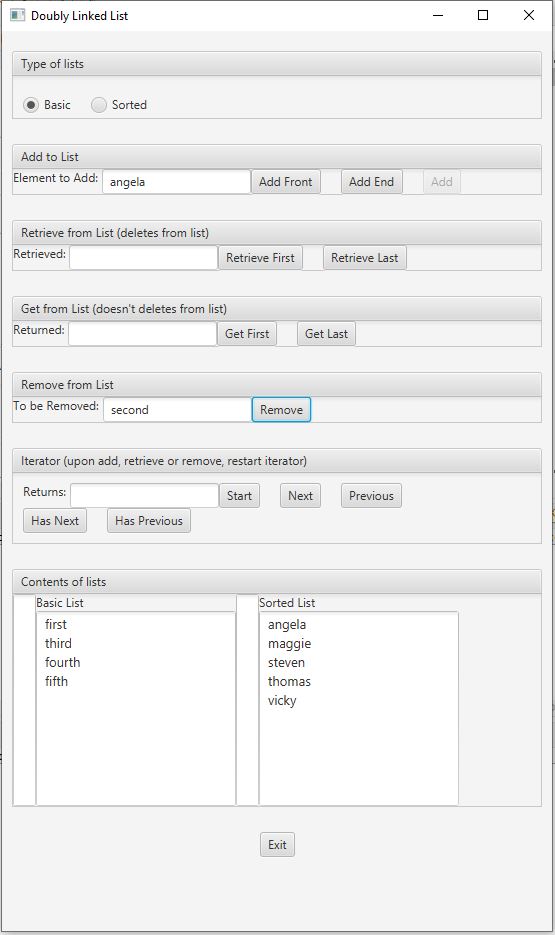 Doubly Linked List
Type of lists
Basic Sorted
Add to List
Element to Add: angela Add Front Add End Add
Retrieve from List (deletes from list)
Retrieved: Retrieve First Retrieve Last
Get from List (doesn't deletes from list)
Returned: Get First Get Last
Remove from List
To be Removed: second Remove
Iterator (upon add, retrieve or remove, restart iterator)
Returns: Start Next Previous
Has Next Has Previous
Contents of lists
Basic List Sorted List
first angela
third maggie
fourth steven
fifth thomas
vicky
Exit